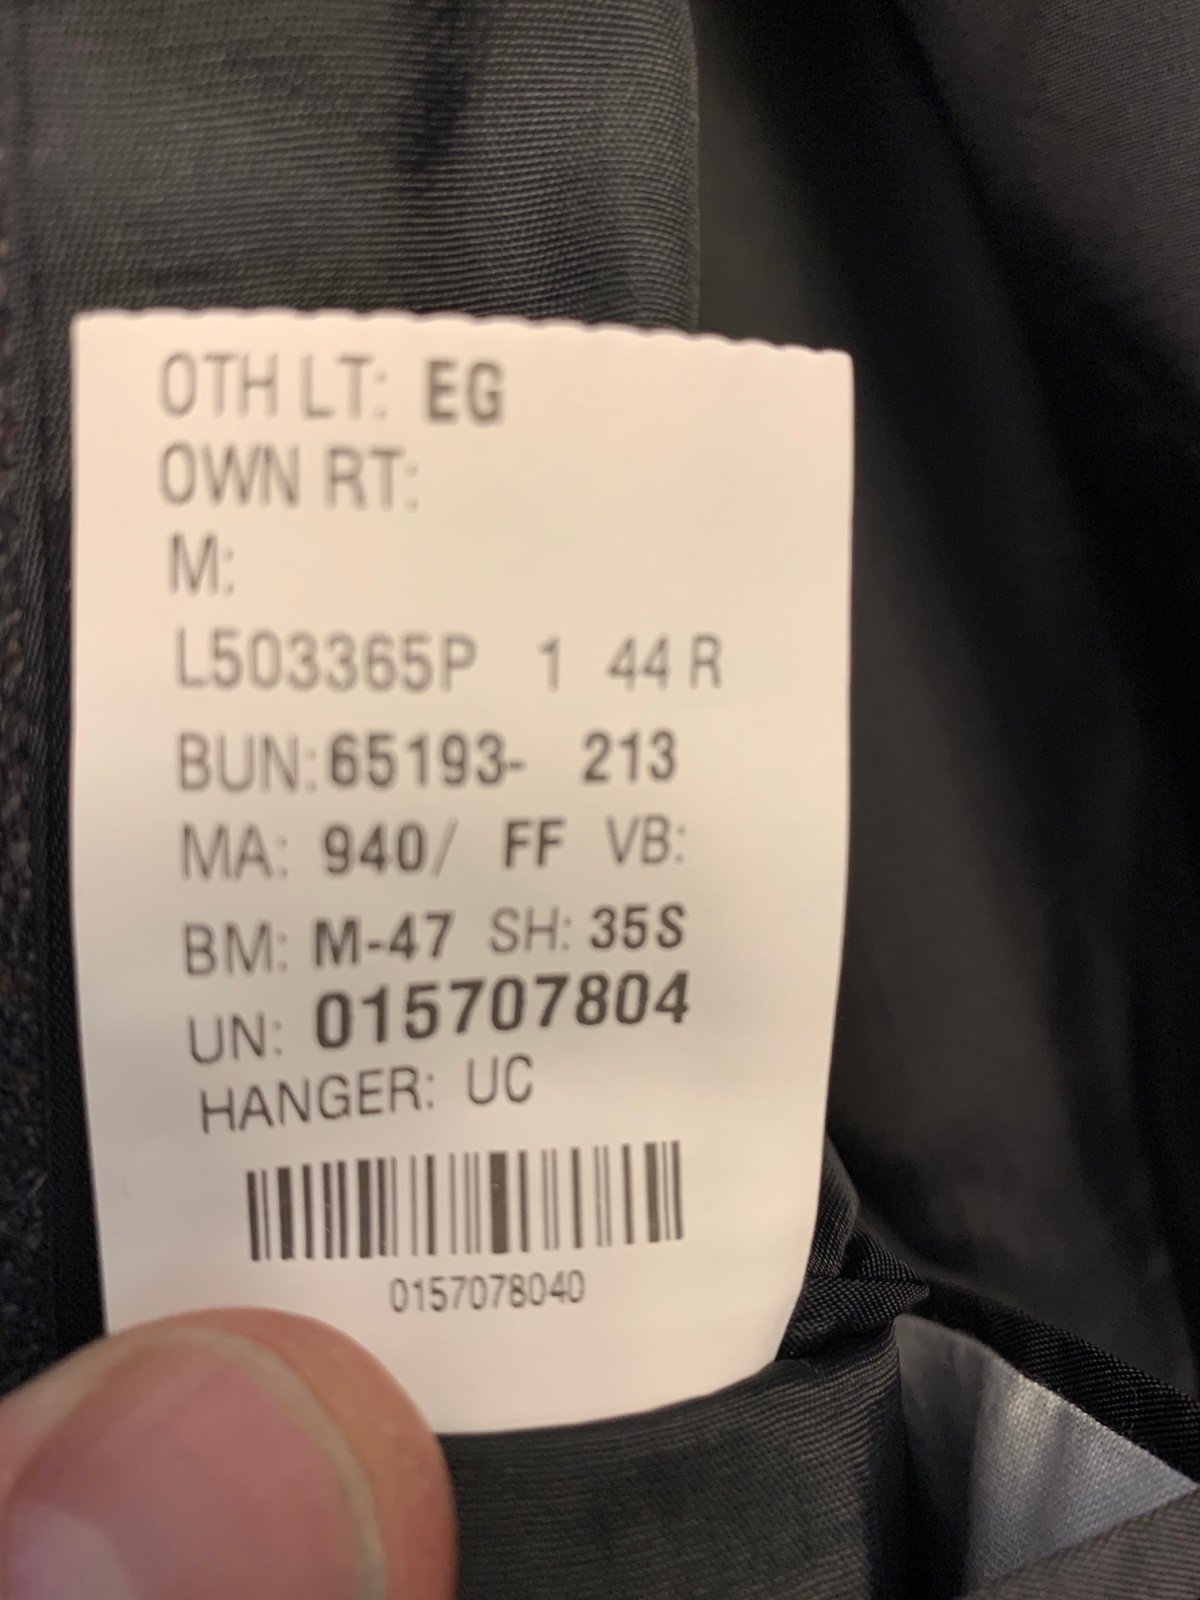 OTH LT: EG
OWN RT:
M:
L503365P 1 44 R
BUN: 65193- 213
MA: 940/ FF VB:
BM: M-47 SH: 35S
UN: 015707804
HANGER: UC
0157078040